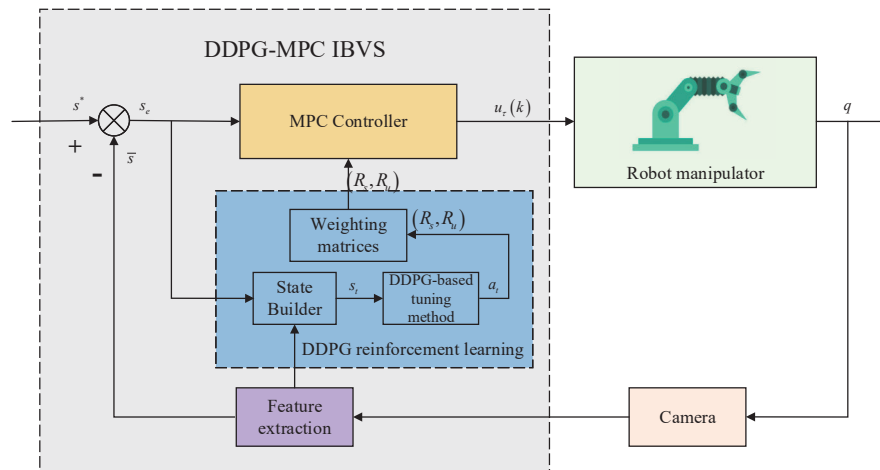 DDPG-MPC IBVS
s*
s_e
+
-
s̅
MPC Controller
u_τ(k)
Robot manipulator
q
(R_s, R_u)
Weighting
matrices
(R_s, R_u)
State
Builder
s_t
DDPG-based
tuning
method
a_t
DDPG reinforcement learning
Feature
extraction
Camera